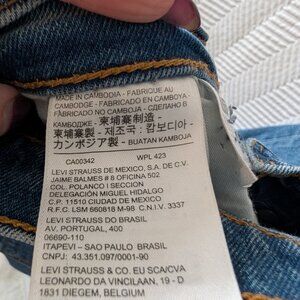 MADE IN CAMBODIA - FABRIQUE AU
CAMBODGE - FABRICADO EN CAMBOYA -
FABRICADO NO CAMBOJA - СДЕЛАНО В
КАМБОДЖЕ - 柬埔寨制造 -
柬埔寨製 - 제조국 : 캄보디아 -
カンボジア製 - BUATAN KAMBOJA
CA00342 WPL 423
LEVI STRAUSS DE MEXICO, S.A. DE C.V.
JAIME BALMES # 8 OFICINA 502
COL. POLANCO I SECCION
DELEGACIÓN MIGUEL HIDALGO
C.P. 11510 CIUDAD DE MEXICO
R.F.C. LSM 660818 M-98 C.N. 433
LEVI STRAUSS DO BRASIL
AV. PORTUGAL, 400
06690-110
ITAPEVI – SAO PAULO BRASIL
CNPJ: 43.351.097/0001-90
LEVI STRAUSS & CO. EU SCA/CVA
LEONARDO DA VINCILAAN, 19 - D
1831 DIEGEM, BELGIUM